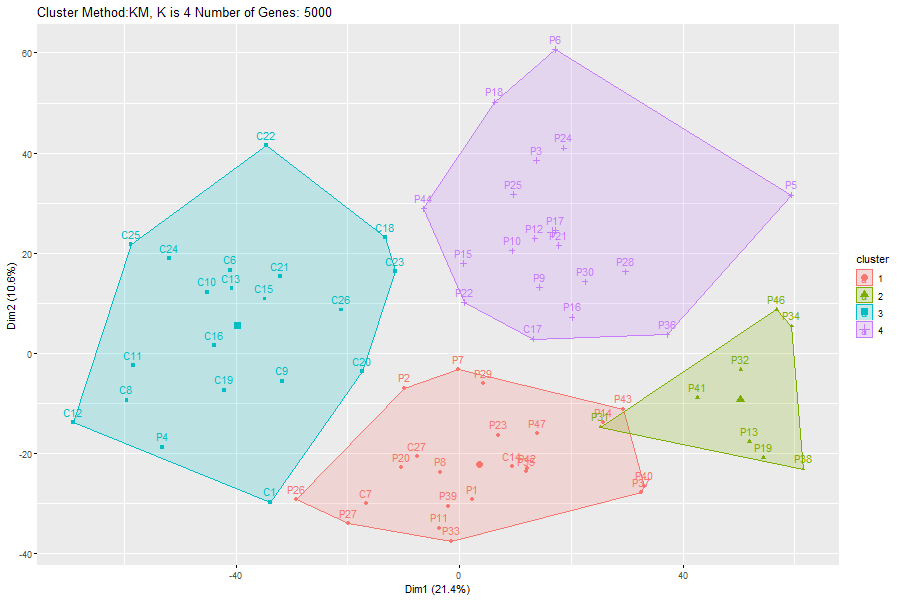 Cluster Method:KM, K is 4 Number of Genes: 5000
P6
60
P18
P24
P3
C22
40
P25
P5
P44
C18
P17
P12
P21
C25
P10
C24
20
P15
C23
P28
C6
C21
P9
P30
C10
C13
C15
P22
P16
C26
P46
C17
P36
P34
C16
0
C11
C20
P7
P32
C19
C9
P2
P29
C8
P41
P43
C12
P14
P31
P4
P23
P47
P13
-20
C27
P20
P8
C14
P19
P38
C1
P26
P40
C7
P39
P1
P27
P11
P33
-40
-40
0
40
Dim1 (21.4%)
Dim2 (10.6%)
cluster
1
2
3
4